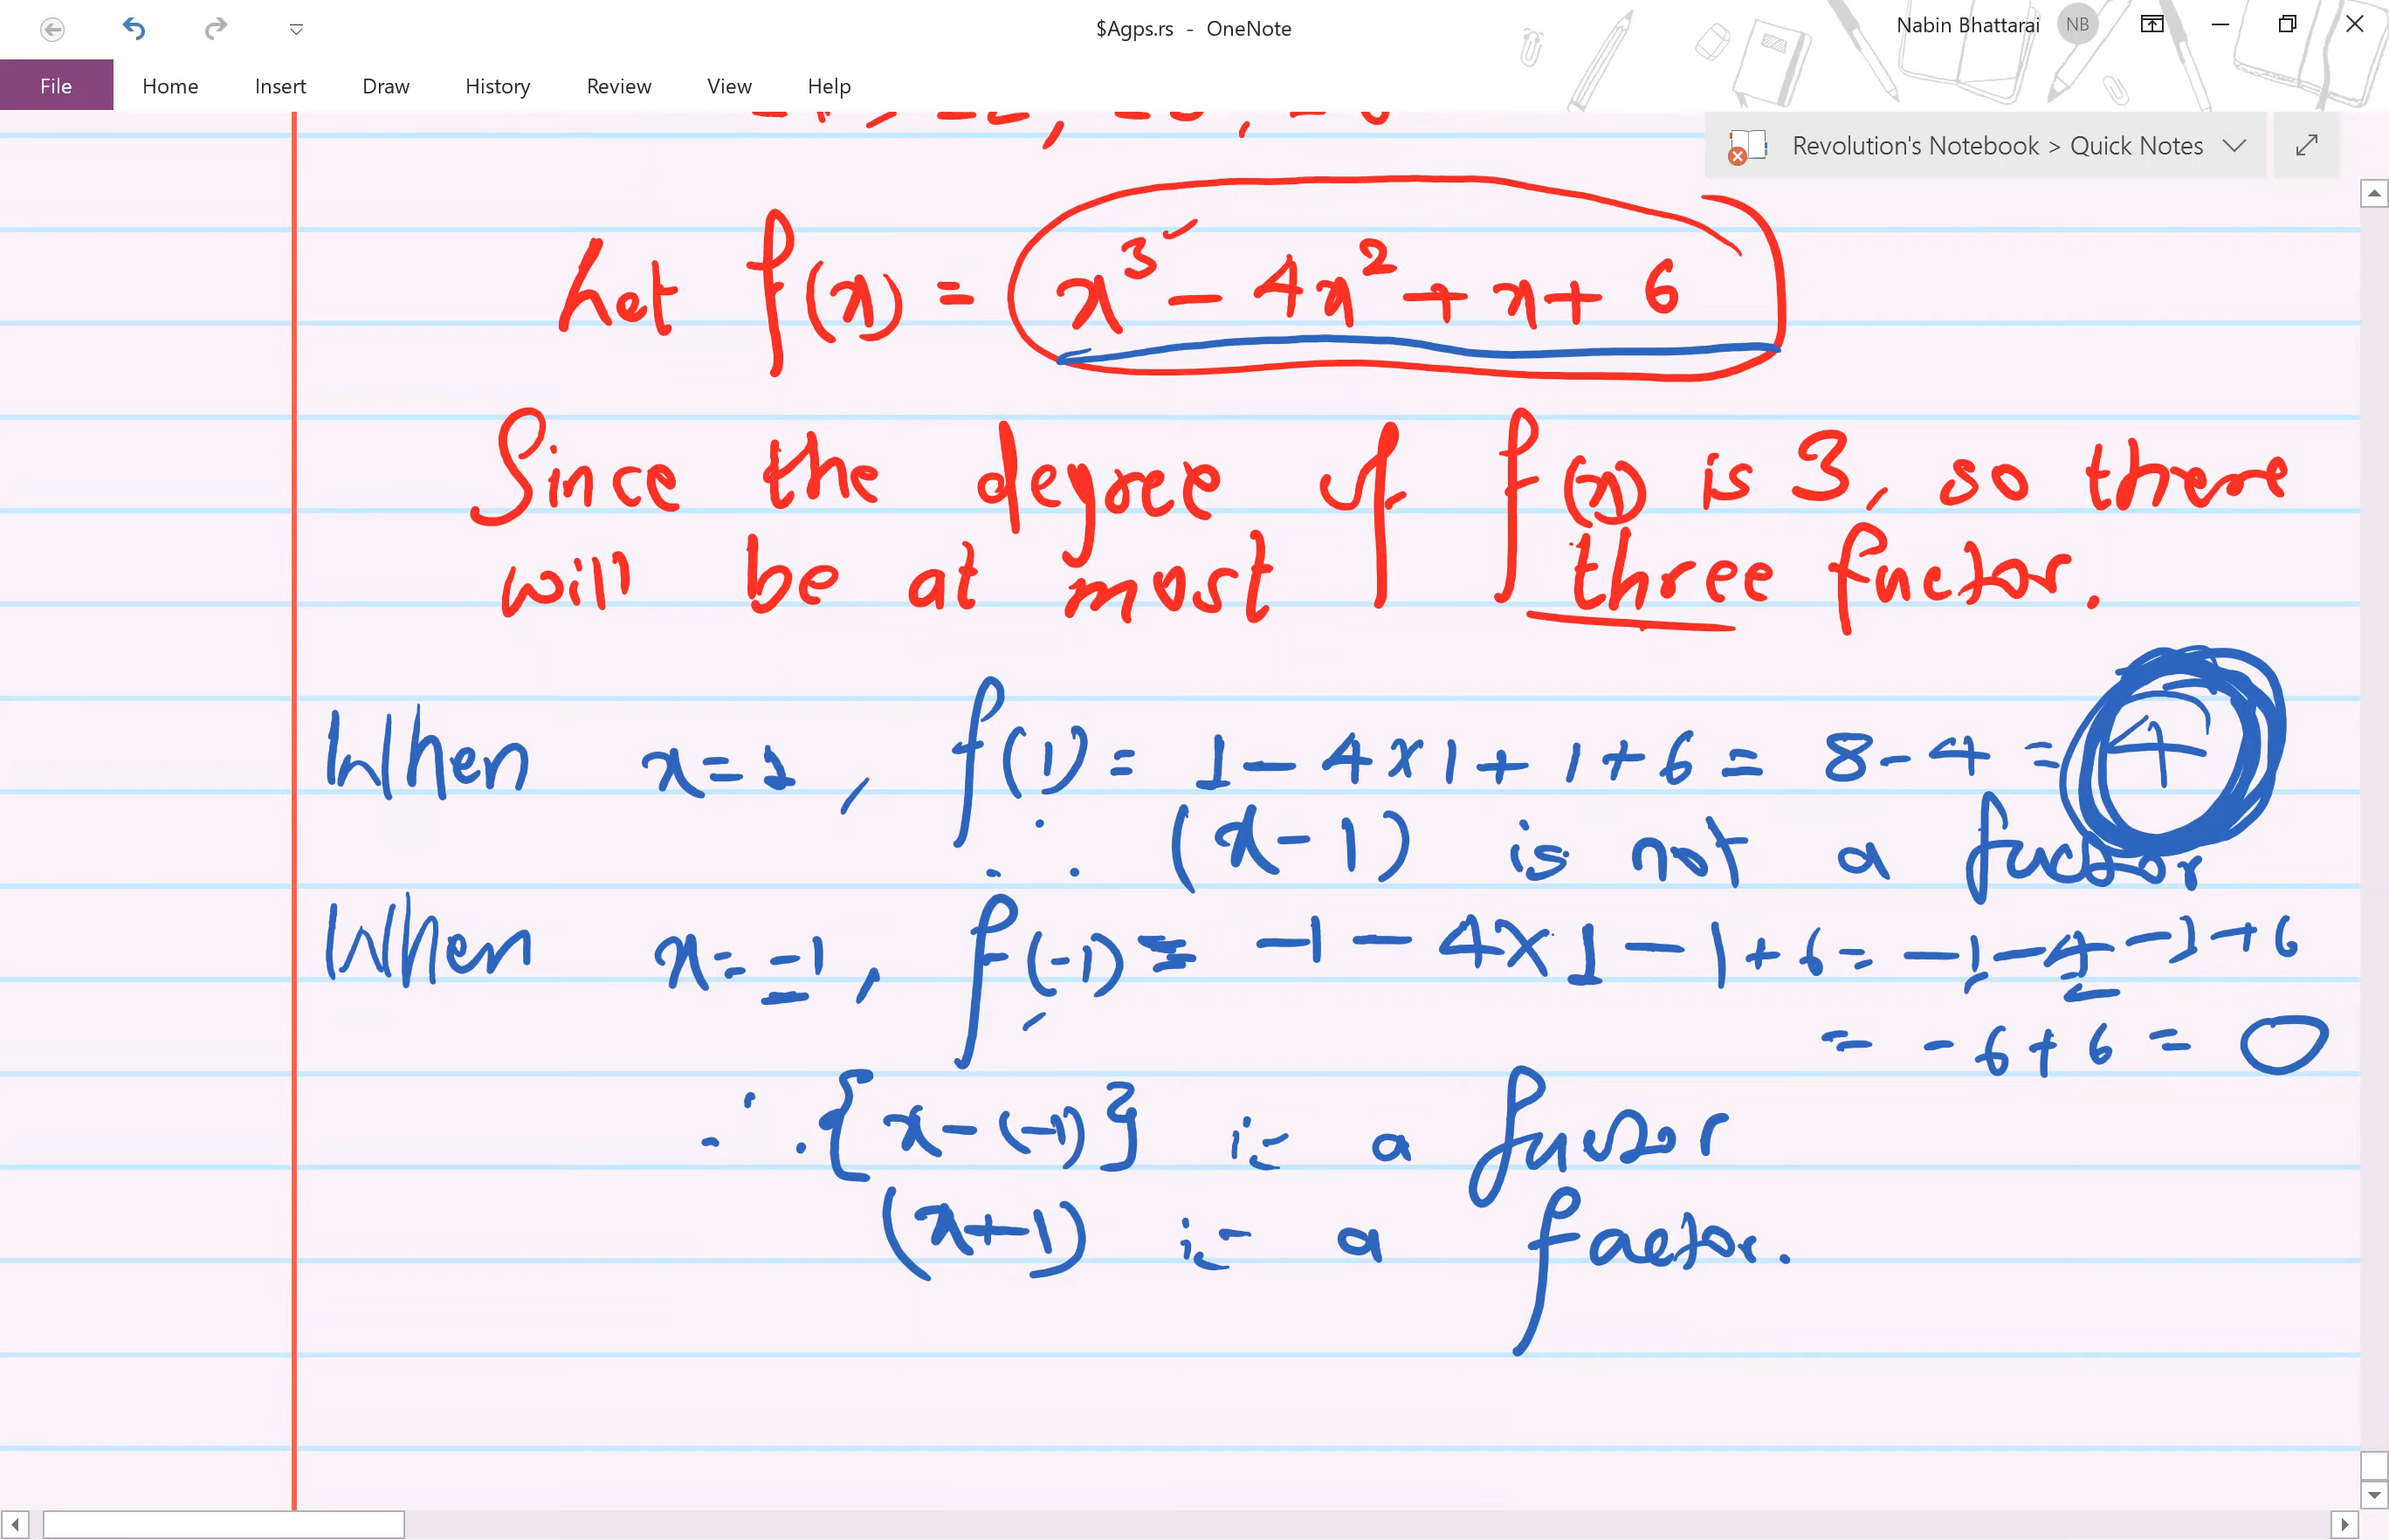 $Agps.rs - OneNote
Nabin Bhattarai NB
File Home Insert Draw History Review View Help
Revolution's Notebook > Quick Notes
Let f(x) = x³ - 4x² + x + 6
Since the degree of f(x) is 3, so there
will be at most three factor.
When x = 1, f(1) = 1 - 4×1 + 1 + 6 = 8 - 4 = 4
∴ (x-1) is not a factor
When x = -1, f(-1) = -1 - 4×1 - 1 + 6 = -1 - 4 - 1 + 6
= -6 + 6 = 0
∴ {x-(-1)} is a factor
(x+1) is a factor.